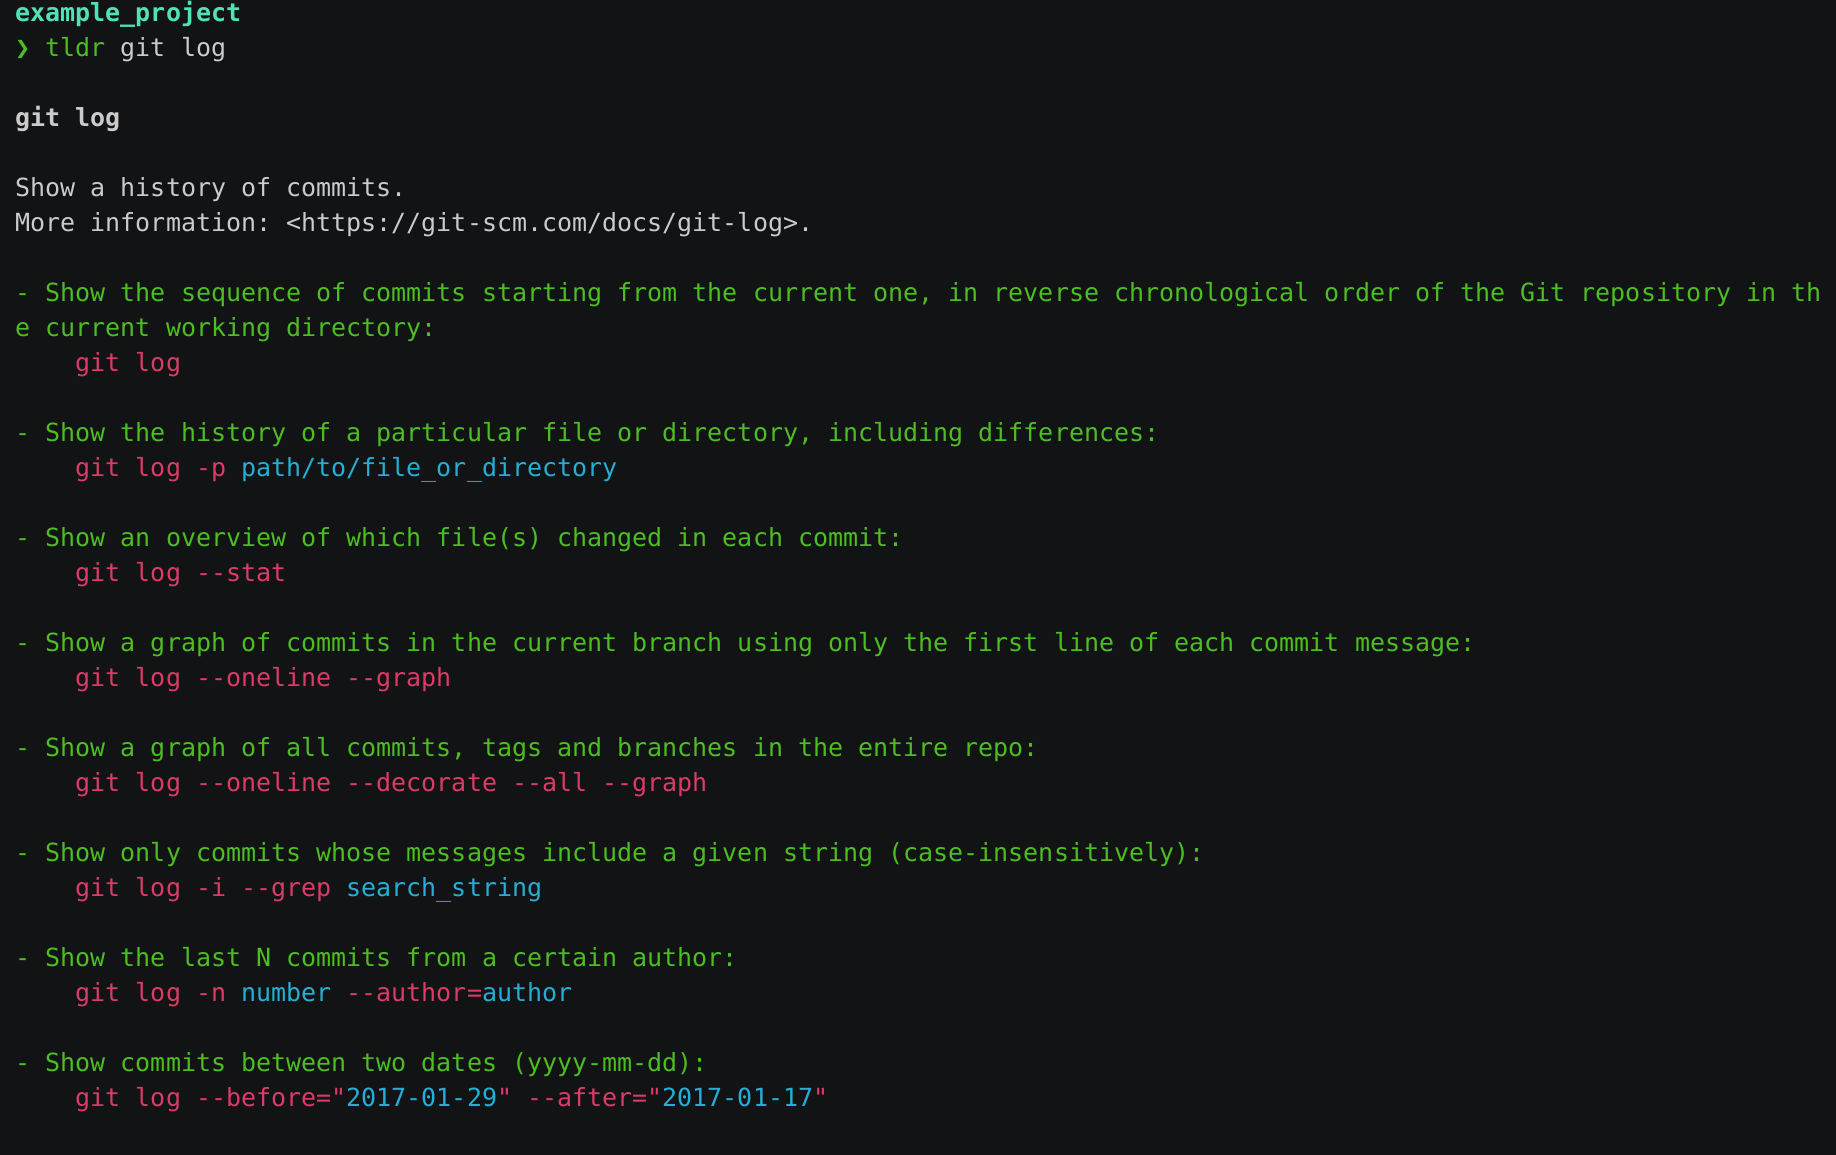 example_project
❯ tldr git log
git log
Show a history of commits.
More information: <https://git-scm.com/docs/git-log>.
- Show the sequence of commits starting from the current one, in reverse chronological order of the Git repository in th
e current working directory:
git log
- Show the history of a particular file or directory, including differences:
git log -p path/to/file_or_directory
- Show an overview of which file(s) changed in each commit:
git log --stat
- Show a graph of commits in the current branch using only the first line of each commit message:
git log --oneline --graph
- Show a graph of all commits, tags and branches in the entire repo:
git log --oneline --decorate --all --graph
- Show only commits whose messages include a given string (case-insensitively):
git log -i --grep search_string
- Show the last N commits from a certain author:
git log -n number --author=author
- Show commits between two dates (yyyy-mm-dd):
git log --before="2017-01-29" --after="2017-01-17"